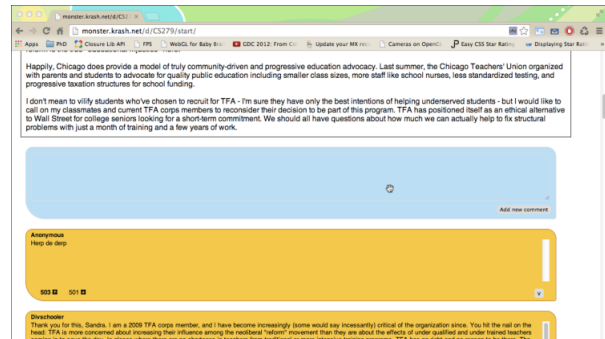 monster.krash.net/d/CS2
monster.krash.net/d/CS279/start/
Apps PhD Closure Lib API FPS WebGL for Baby Bro GDC 2012: From Co Update your MX rec Cameras on OpenG Easy CSS Star Rating Displaying Star Rati
Happily, Chicago does provide a model of truly community-driven and progressive education advocacy. Last summer, the Chicago Teachers' Union organized
with parents and students to advocate for quality public education including smaller class sizes, more staff like school nurses, less standardized testing, and
progressive taxation structures for school funding.
I don't mean to vilify students who've chosen to recruit for TFA - I'm sure they have only the best intentions of helping underserved students - but I would like to
call on my classmates and current TFA corps members to reconsider their decision to be part of this program. TFA has positioned itself as an ethical alternative
to Wall Street for college seniors looking for a short-term commitment. We should all have questions about how much we can actually help to fix structural
problems with just a month of training and a few years of work.
Add new comment
Anonymous
Herp de derp
503 501
v
Divschooler
Thank you for this, Sandra. I am a 2009 TFA corps member, and I have become increasingly (some would say incessantly) critical of the organization since. You hit the nail on the
head: TFA is more concerned about increasing their influence among the neoliberal "reform" movement than they are about the effects of under qualified and under trained teachers